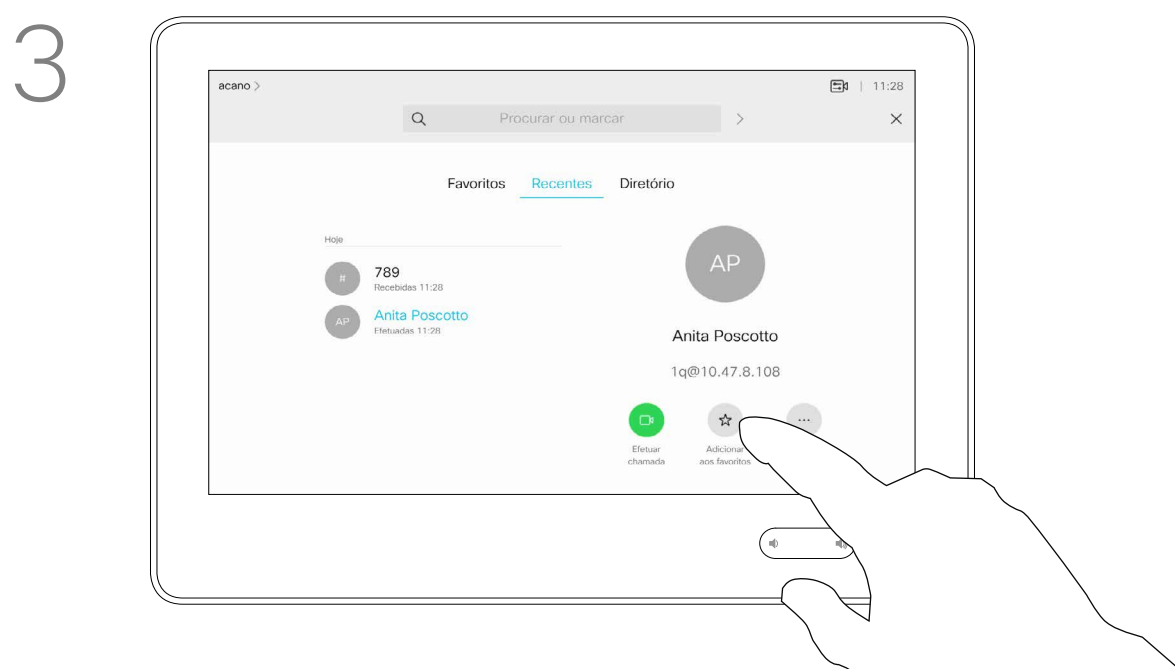 3
acano >
| 11:28
Procurar ou marcar >
Favoritos Recentes Diretório
Hoje
# 789
Recebidas 11:28
AP Anita Poscotto
Efetuadas 11:28
AP
Anita Poscotto
1q@10.47.8.108
...
Efetuar
chamada
Adicionar
aos favoritos